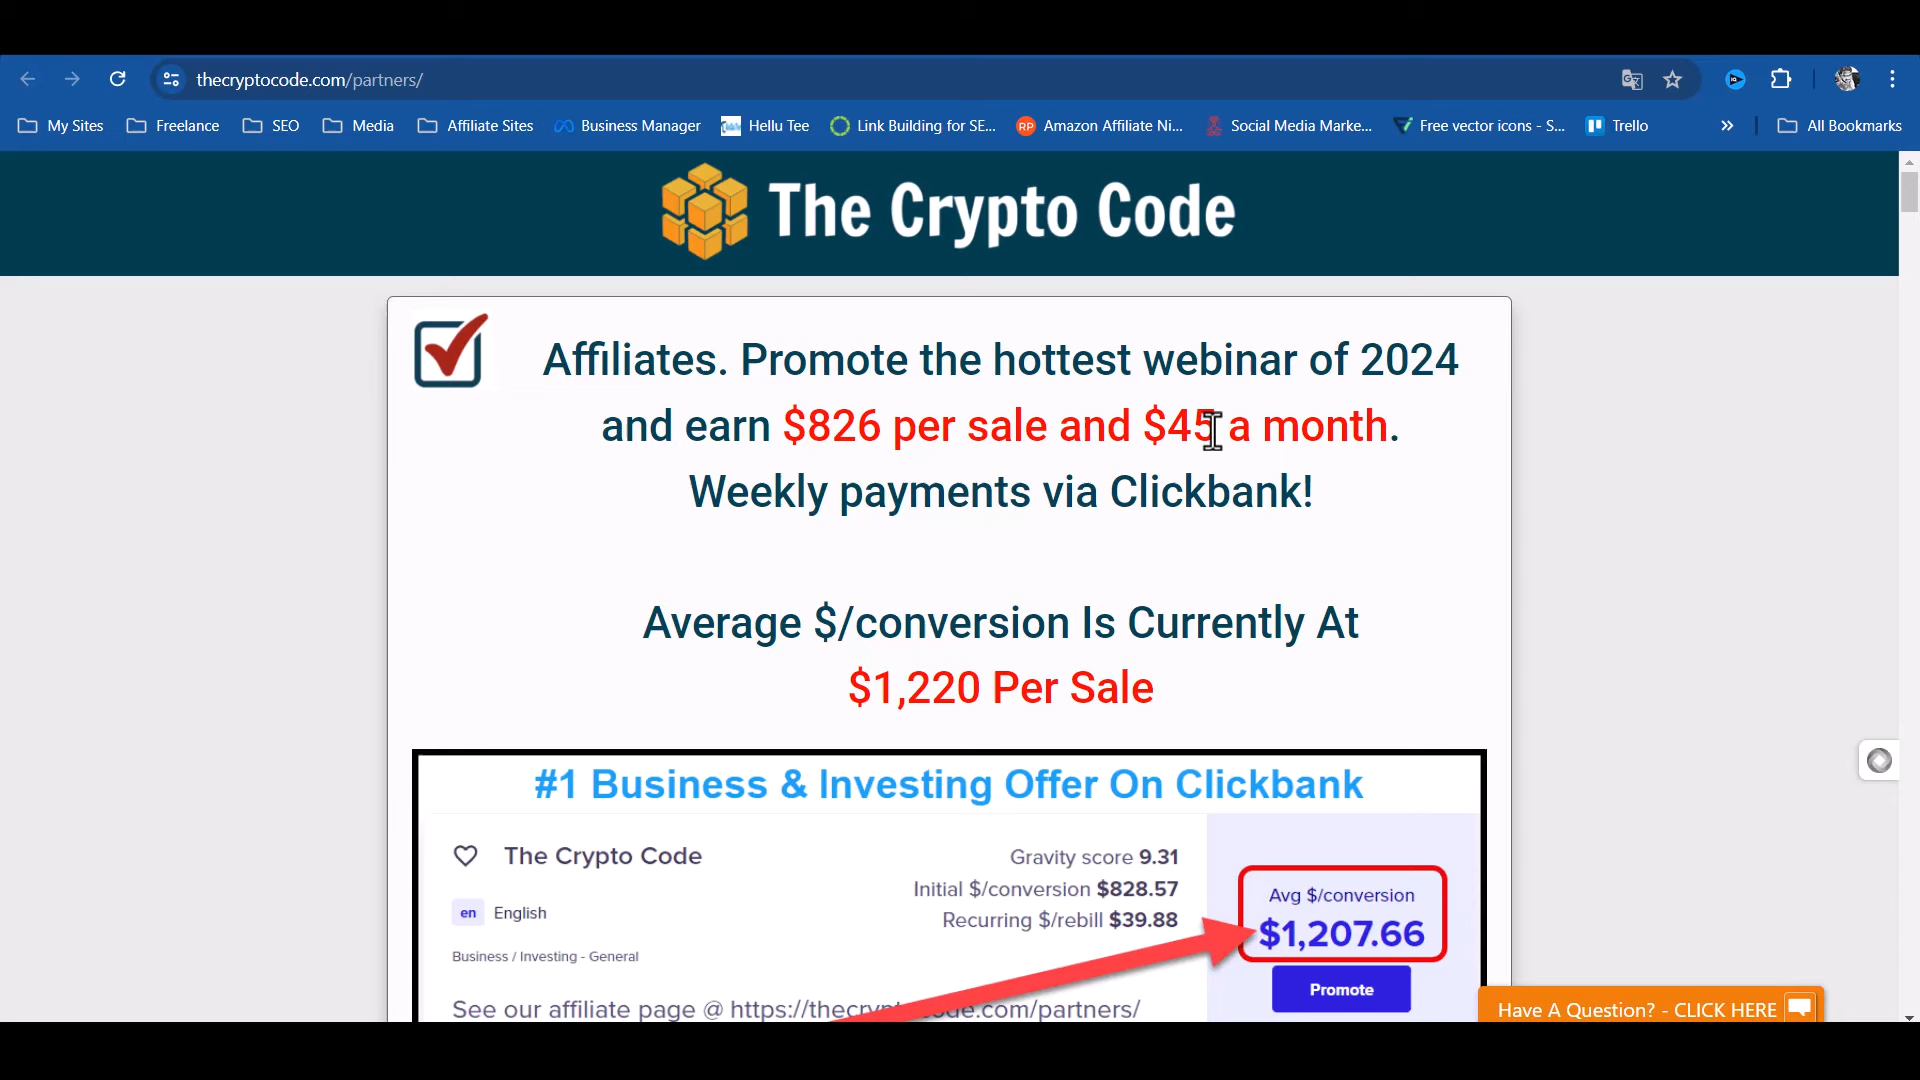 thecryptocode.com/partners/
My Sites Freelance SEO Media Affiliate Sites Business Manager Hellu Tee Link Building for SE... RP Amazon Affiliate Ni... Social Media Marke... Free vector icons - S... Trello » All Bookmarks
The Crypto Code
Affiliates. Promote the hottest webinar of 2024
and earn $826 per sale and $45 a month.
Weekly payments via Clickbank!
Average $/conversion Is Currently At
$1,220 Per Sale
#1 Business & Investing Offer On Clickbank
The Crypto Code
en English
Business / Investing - General
Gravity score 9.31
Initial $/conversion $828.57
Recurring $/rebill $39.88
Avg $/conversion
$1,207.66
Promote
See our affiliate page @ https://thecryptocode.com/partners/
Have A Question? - CLICK HERE